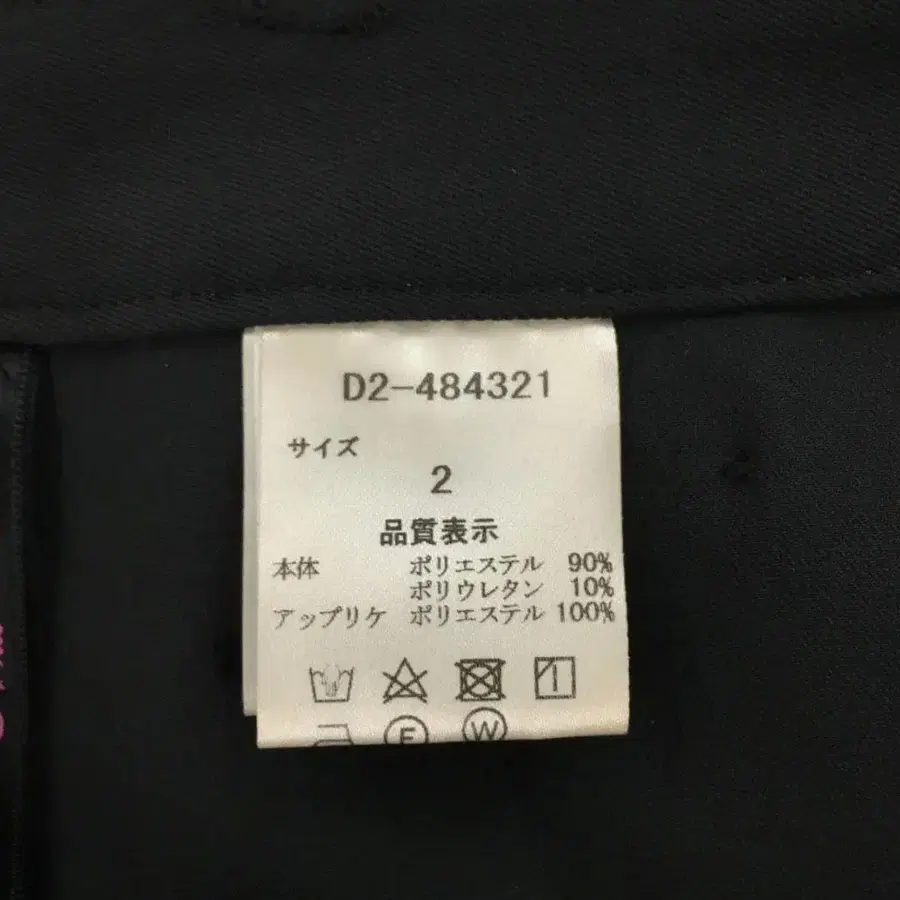 D2-484321
サイズ
2
品質表示
本体 ポリエステル 90%
ポリウレタン 10%
アップリケ ポリエステル 100%
F W